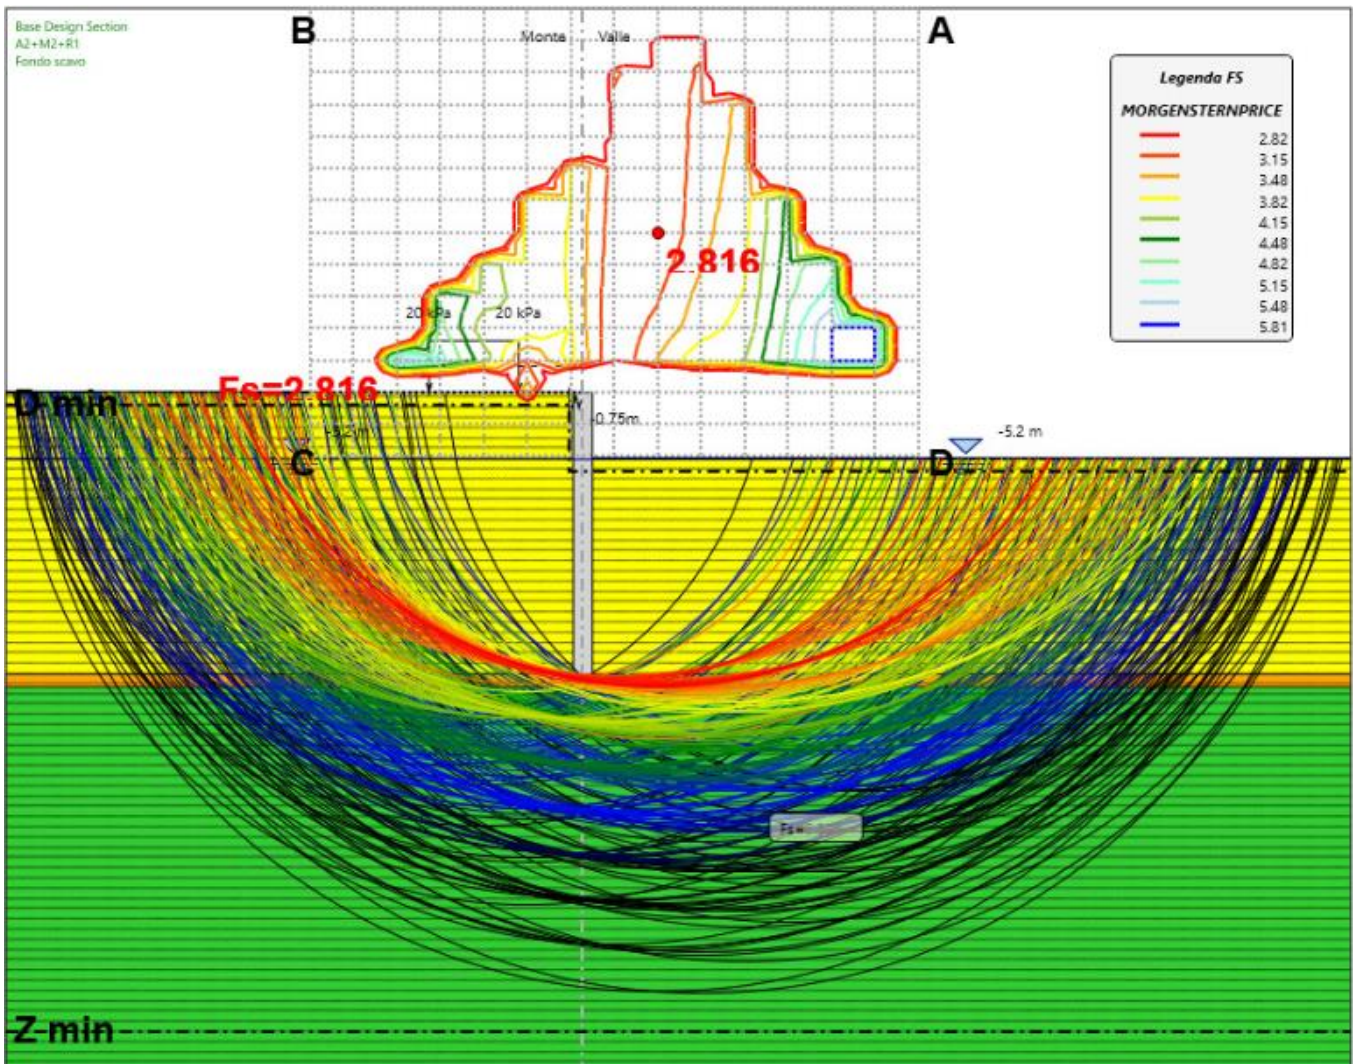 Base Design Section
A2+M2+R1
Fondo scavo
B
Monte
Valle
A
Legenda FS
MORGENSTERNPRICE
2.82
3.15
3.48
3.82
4.15
4.48
4.82
5.15
5.48
5.81
2.816
20 kPa
20 kPa
Fs=2.816
D min
-0.75m
-5.2 m
-5.2 m
C
D
Fs=
Z min